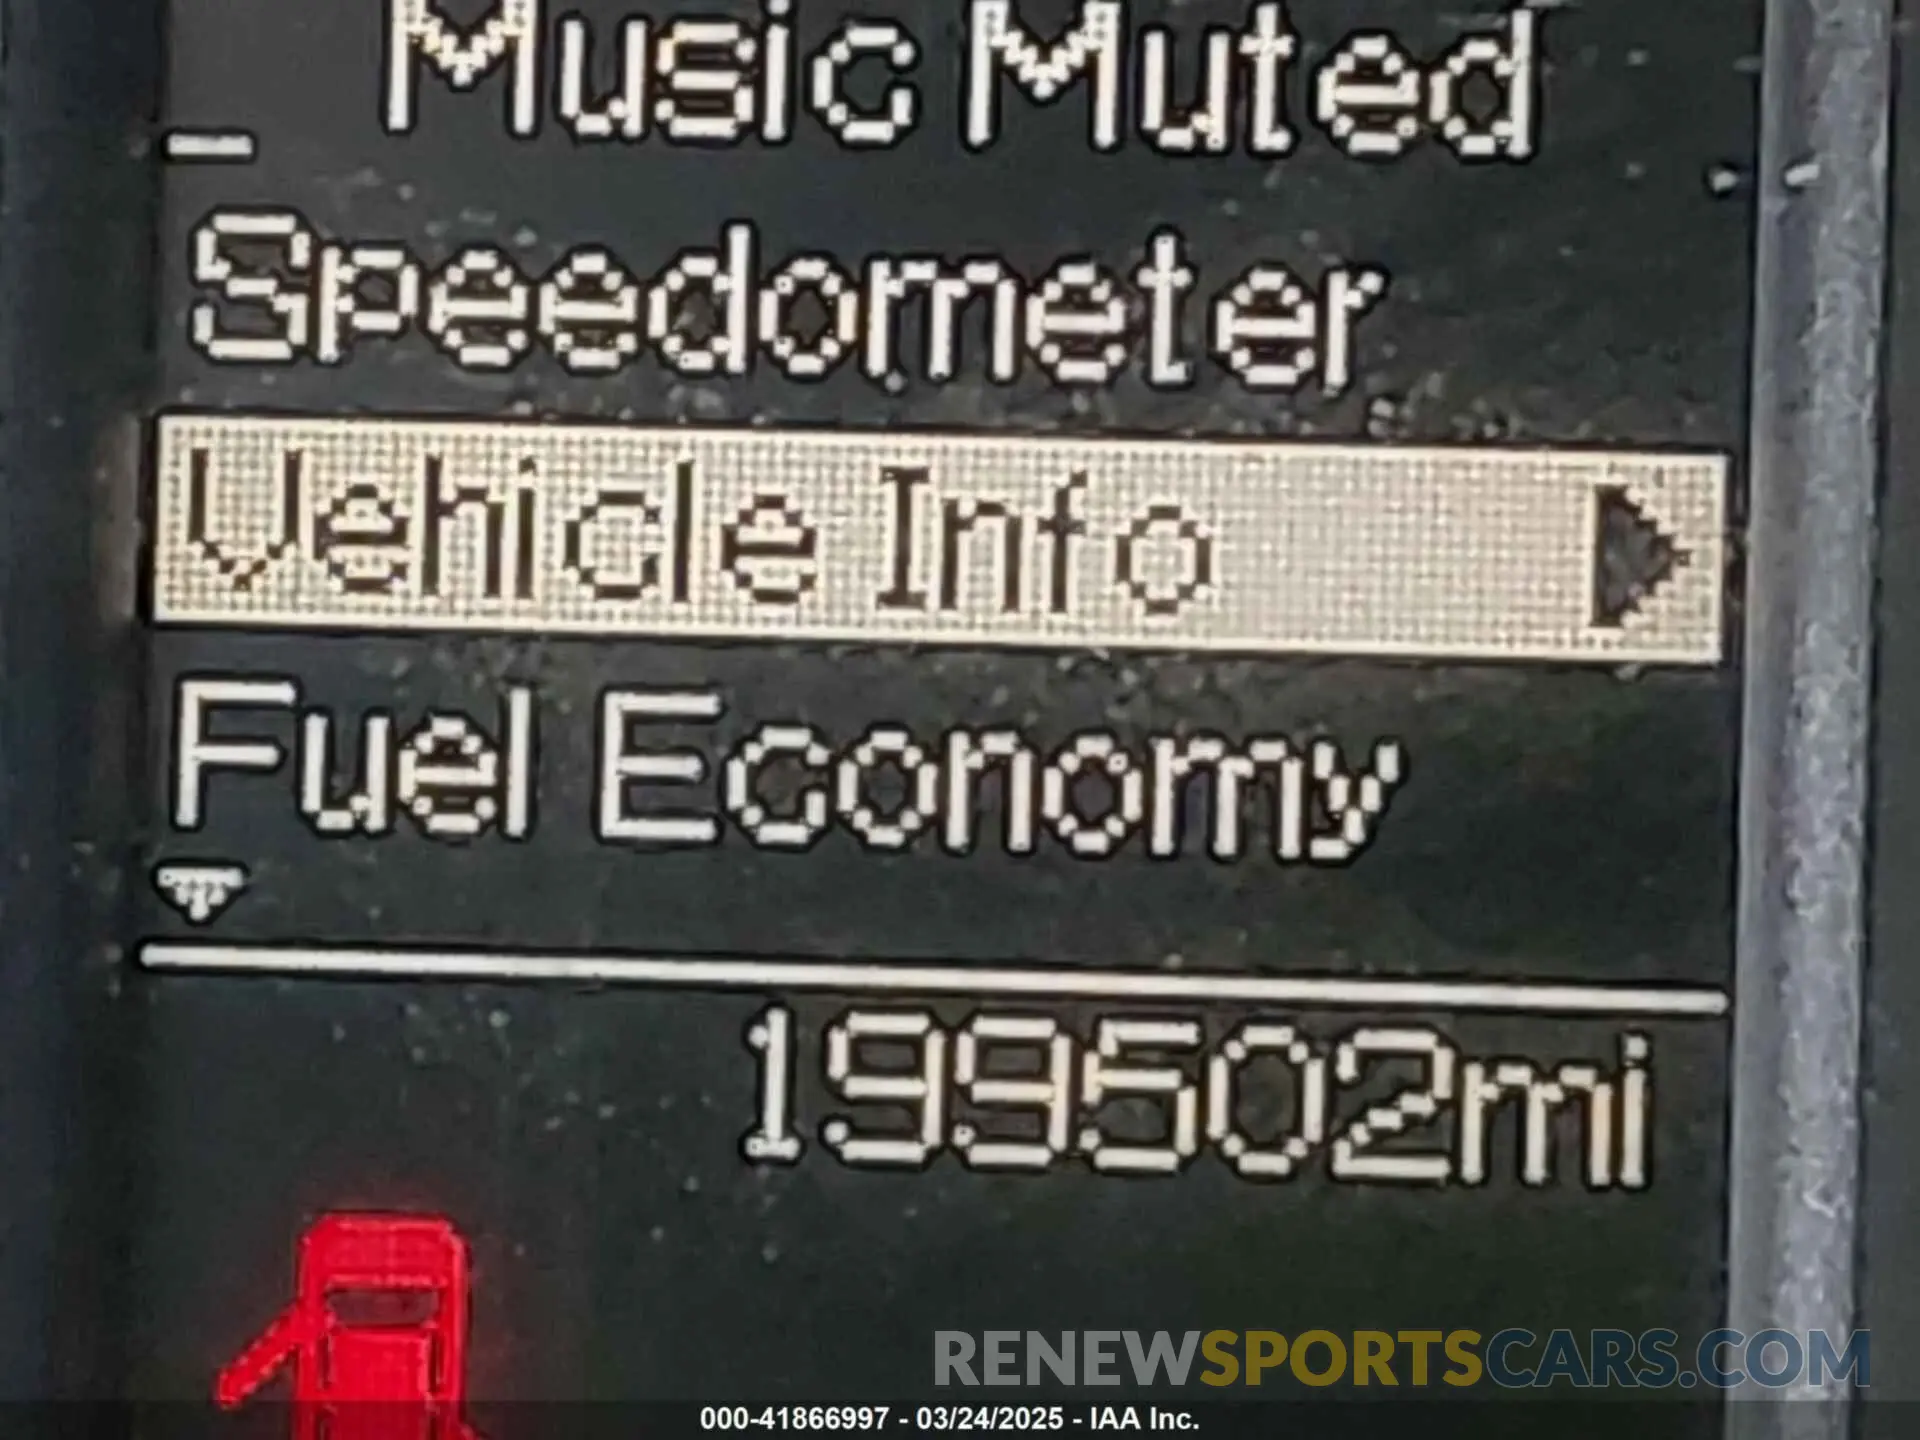 Music Muted
Speedometer
Vehicle Info
Fuel Economy
199502mi
RENEWSPORTSCARS.COM
000-41866997 - 03/24/2025 - IAA Inc.